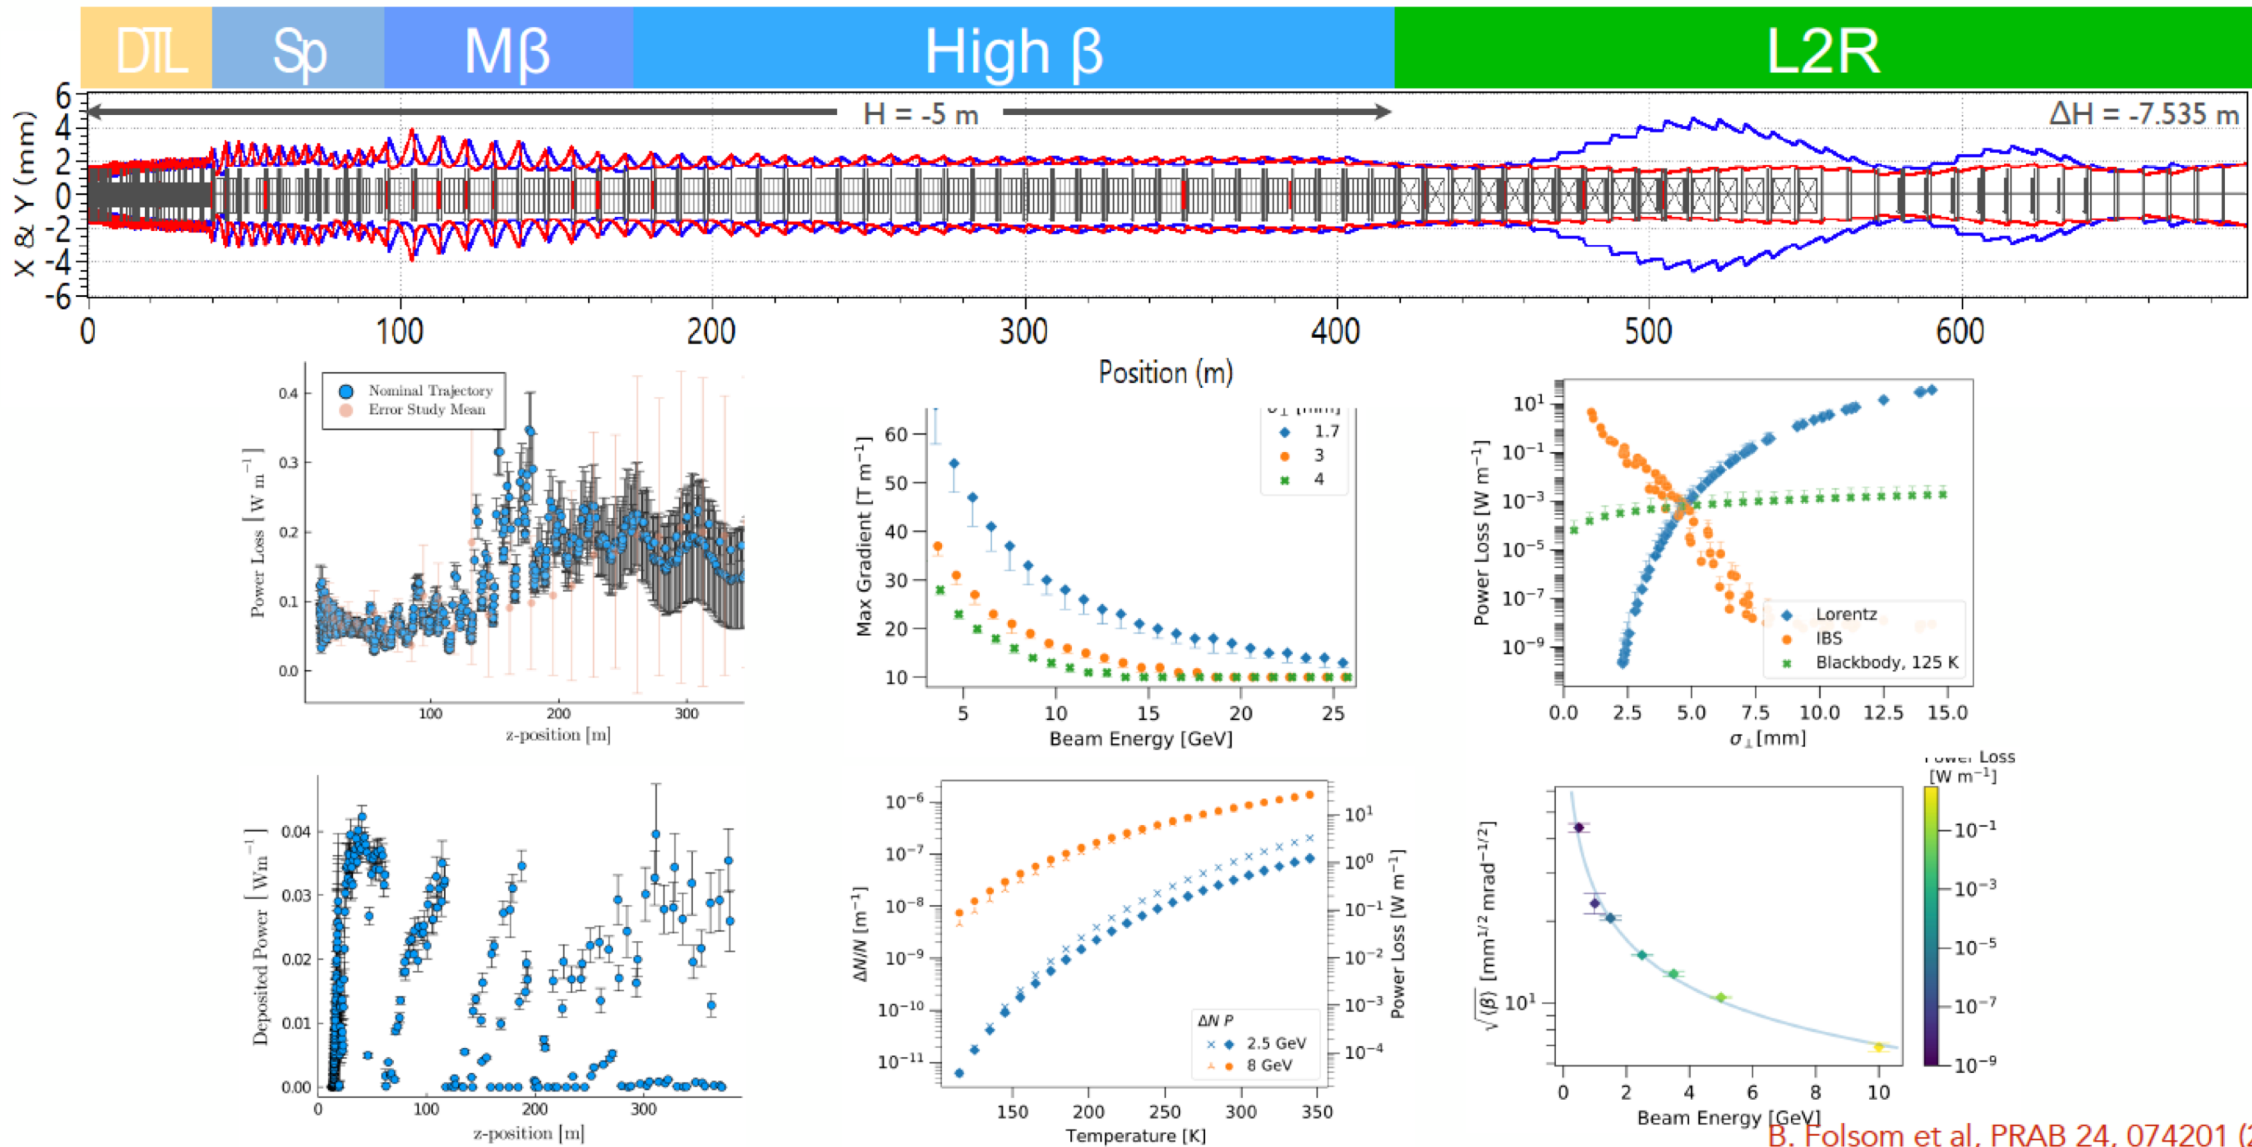 DTL Sp Mβ High β L2R
6
4
2
0
-2
-4
-6
X & Y (mm)
H = -5 m
ΔH = -7.535 m
0 100 200 300 400 500 600
Position (m)
Nominal Trajectory
Error Study Mean
0.4
0.3
0.2
0.1
0.0
Power Loss [ W m⁻¹ ]
100 200 300
z-position [m]
1.7
3
4
60
50
40
30
20
10
Max Gradient [T m⁻¹]
5 10 15 20 25
Beam Energy [GeV]
10¹
10⁻¹
10⁻³
10⁻⁵
10⁻⁷
10⁻⁹
Power Loss [W m⁻¹]
Lorentz
IBS
Blackbody, 125 K
0.0 2.5 5.0 7.5 10.0 12.5 15.0
σ⊥[mm]
0.04
0.03
0.02
0.01
0.00
Deposited Power [ Wm⁻¹ ]
0 100 200 300
z-position [m]
10⁻⁶
10⁻⁷
10⁻⁸
10⁻⁹
10⁻¹⁰
10⁻¹¹
ΔN/N [m⁻¹]
10¹
10⁰
10⁻¹
10⁻²
10⁻³
10⁻⁴
Power Loss [W m⁻¹]
ΔN P
2.5 GeV
8 GeV
150 200 250 300 350
Temperature [K]
Power Loss
[W m⁻¹]
10⁻¹
10⁻³
10⁻⁵
10⁻⁷
10⁻⁹
10¹
√⟨β⟩ [mm^1/2 mrad^−1/2]
0 2 4 6 8 10
Beam Energy [GeV]
B. Folsom et al, PRAB 24, 074201 (2